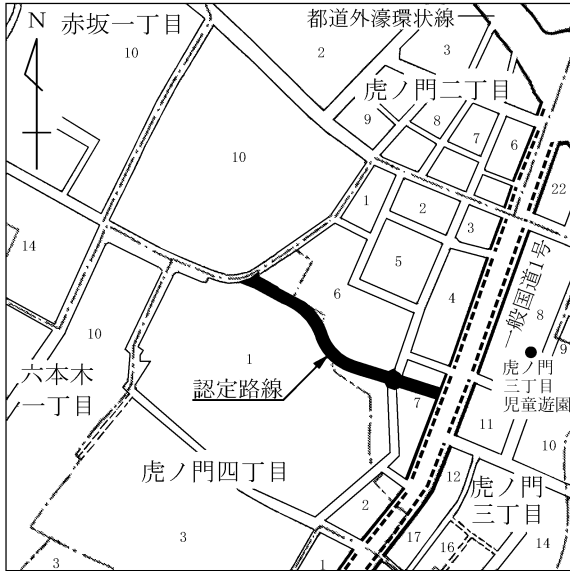 赤坂一丁目
都道外濠環状線
N
10
2
3
虎ノ門二丁目
9
8
7
6
10
22
1
2
3
14
5
一般国道1号
6
4
8
10
虎ノ門
三丁目
児童遊園
9
1
六本木
一丁目
認定路線
7
11
10
虎ノ門四丁目
12
虎ノ門
三丁目
2
3
17
16
14
3
1